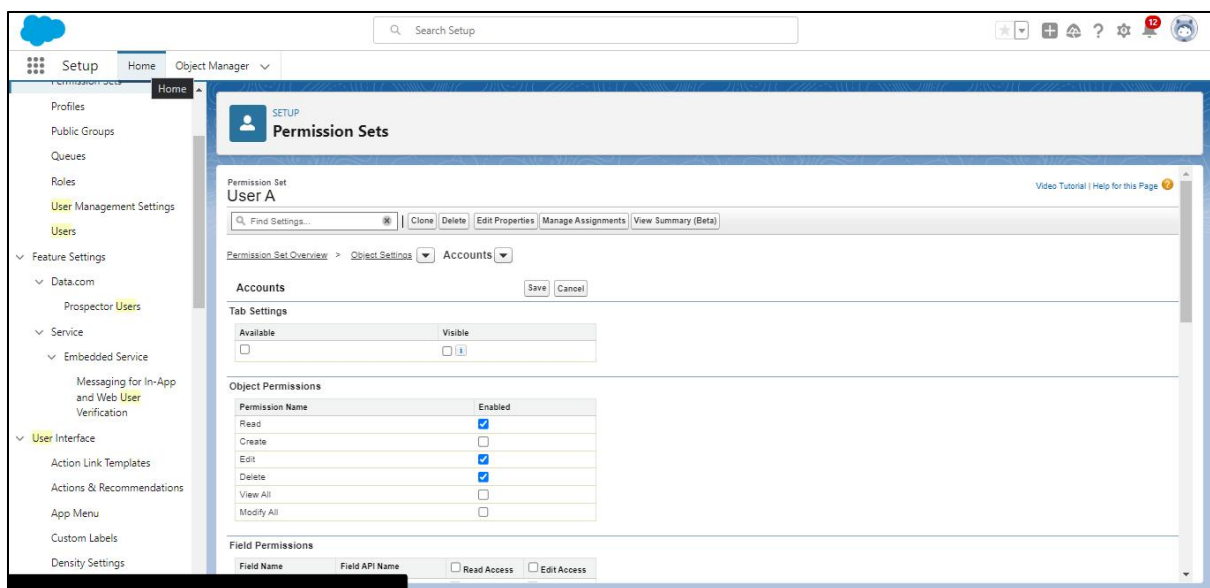 Search Setup
12
Setup
Home
Object Manager
Permission Sets
Home
Profiles
Public Groups
Queues
Roles
User Management Settings
Users
Feature Settings
Data.com
Prospector Users
Service
Embedded Service
Messaging for In-App
and Web User
Verification
User Interface
Action Link Templates
Actions & Recommendations
App Menu
Custom Labels
Density Settings
SETUP
Permission Sets
Permission Set
User A
Video Tutorial | Help for this Page
Find Settings... | Clone Delete Edit Properties Manage Assignments View Summary (Beta)
Permission Set Overview > Object Settings Accounts
Accounts Save Cancel
Tab Settings
Available Visible
Object Permissions
Permission Name Enabled
Read
Create
Edit
Delete
View All
Modify All
Field Permissions
Field Name Field API Name Read Access Edit Access